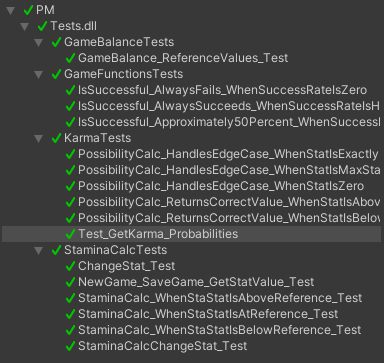 PM
Tests.dll
GameBalanceTests
GameBalance_ReferenceValues_Test
GameFunctionsTests
IsSuccessful_AlwaysFails_WhenSuccessRateIsZero
IsSuccessful_AlwaysSucceeds_WhenSuccessRateIsH
IsSuccessful_Approximately50Percent_WhenSuccessI
KarmaTests
PossibilityCalc_HandlesEdgeCase_WhenStatIsExactly
PossibilityCalc_HandlesEdgeCase_WhenStatIsMaxSta
PossibilityCalc_HandlesEdgeCase_WhenStatIsZero
PossibilityCalc_ReturnsCorrectValue_WhenStatIsAbov
PossibilityCalc_ReturnsCorrectValue_WhenStatIsBelow
Test_GetKarma_Probabilities
StaminaCalcTests
ChangeStat_Test
NewGame_SaveGame_GetStatValue_Test
StaminaCalc_WhenStaStatIsAboveReference_Test
StaminaCalc_WhenStaStatIsAtReference_Test
StaminaCalc_WhenStaStatIsBelowReference_Test
StaminaCalcChangeStat_Test